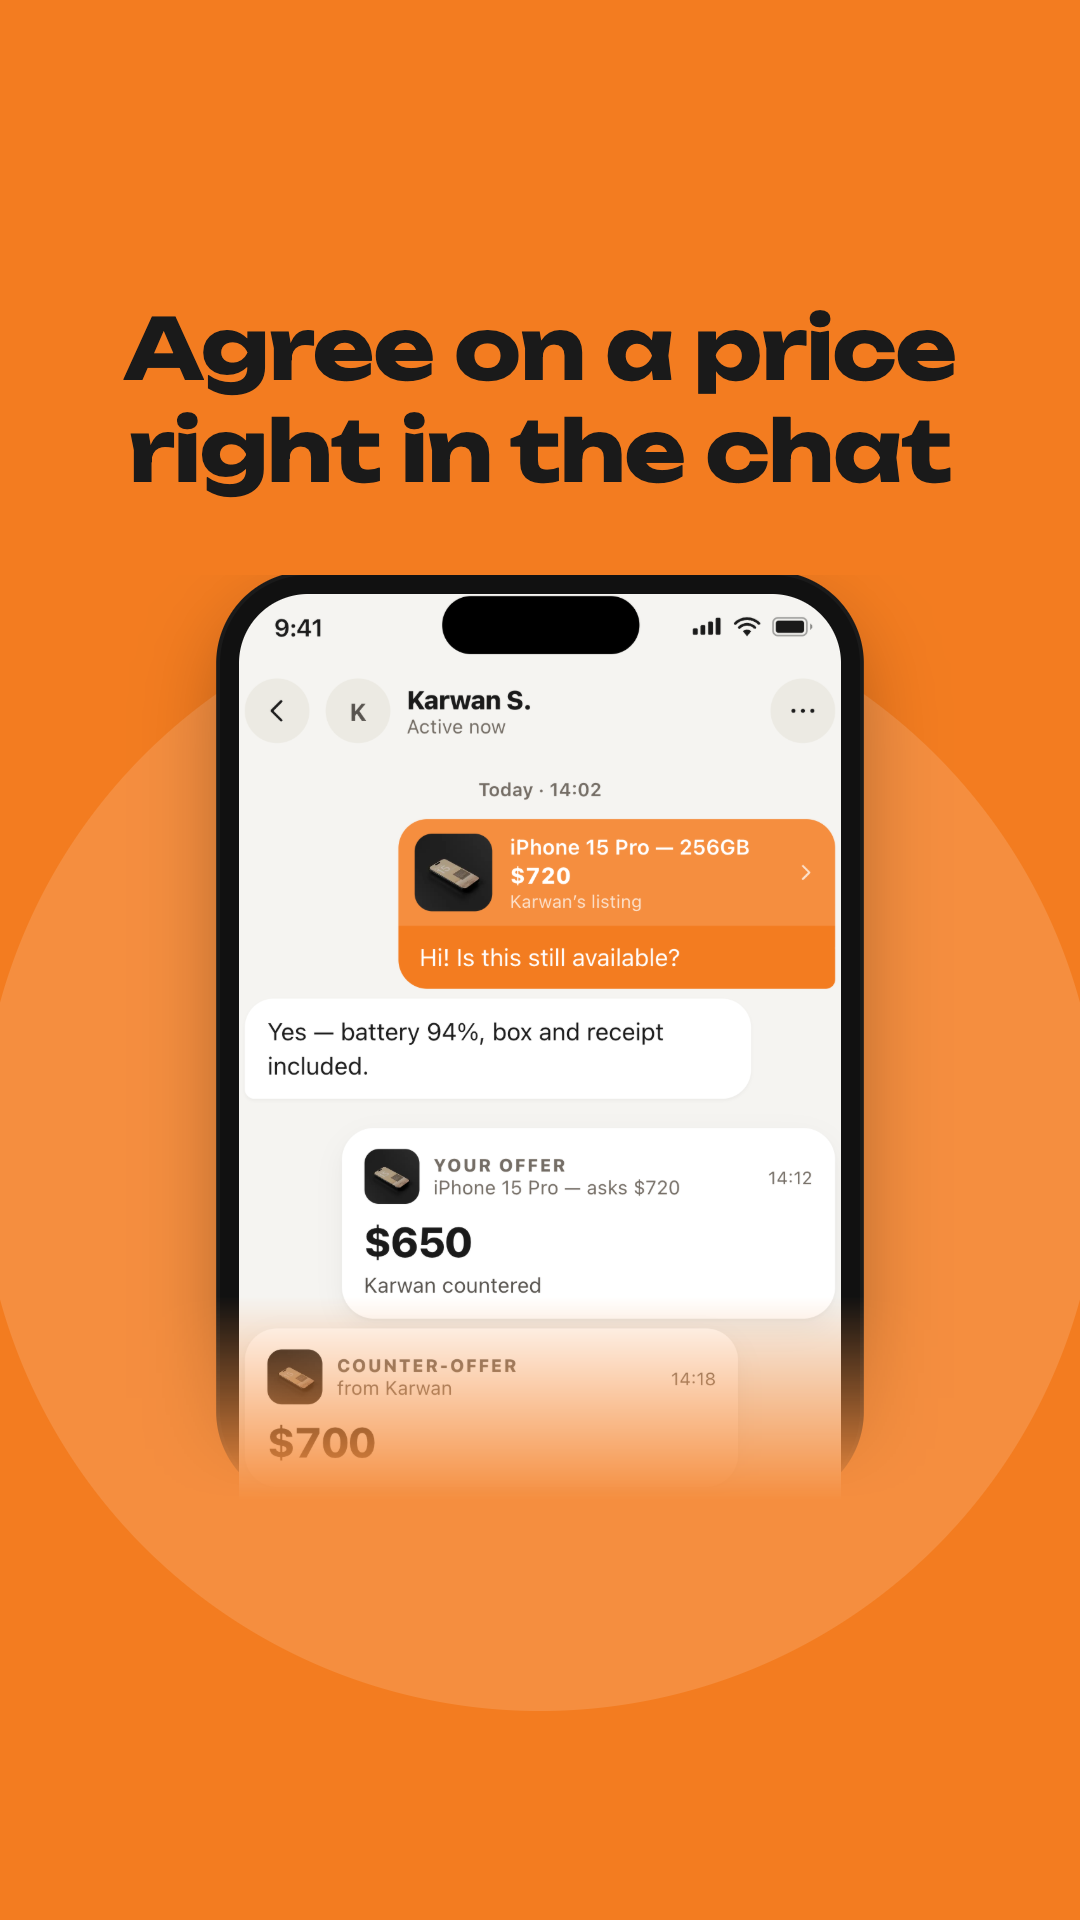 Agree on a price
right in the chat
9:41
K
Karwan S.
Active now
Today · 14:02
iPhone 15 Pro — 256GB
$720
Karwan's listing
Hi! Is this still available?
Yes — battery 94%, box and receipt
included.
YOUR OFFER
iPhone 15 Pro — asks $720
14:12
$650
Karwan countered
COUNTER-OFFER
from Karwan
14:18
$700